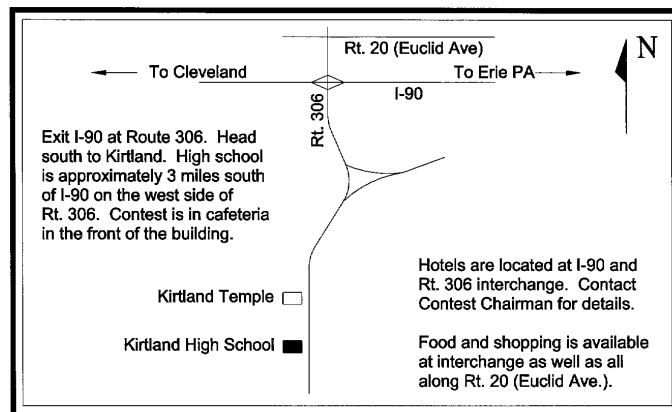 Rt. 20 (Euclid Ave)
N
To Cleveland
To Erie PA
I-90
Rt. 306
Exit I-90 at Route 306. Head
south to Kirtland. High school
is approximately 3 miles south
of I-90 on the west side of
Rt. 306. Contest is in cafeteria
in the front of the building.
Hotels are located at I-90 and
Rt. 306 interchange. Contact
Contest Chairman for details.
Kirtland Temple
Kirtland High School
Food and shopping is available
at interchange as well as all
along Rt. 20 (Euclid Ave.).